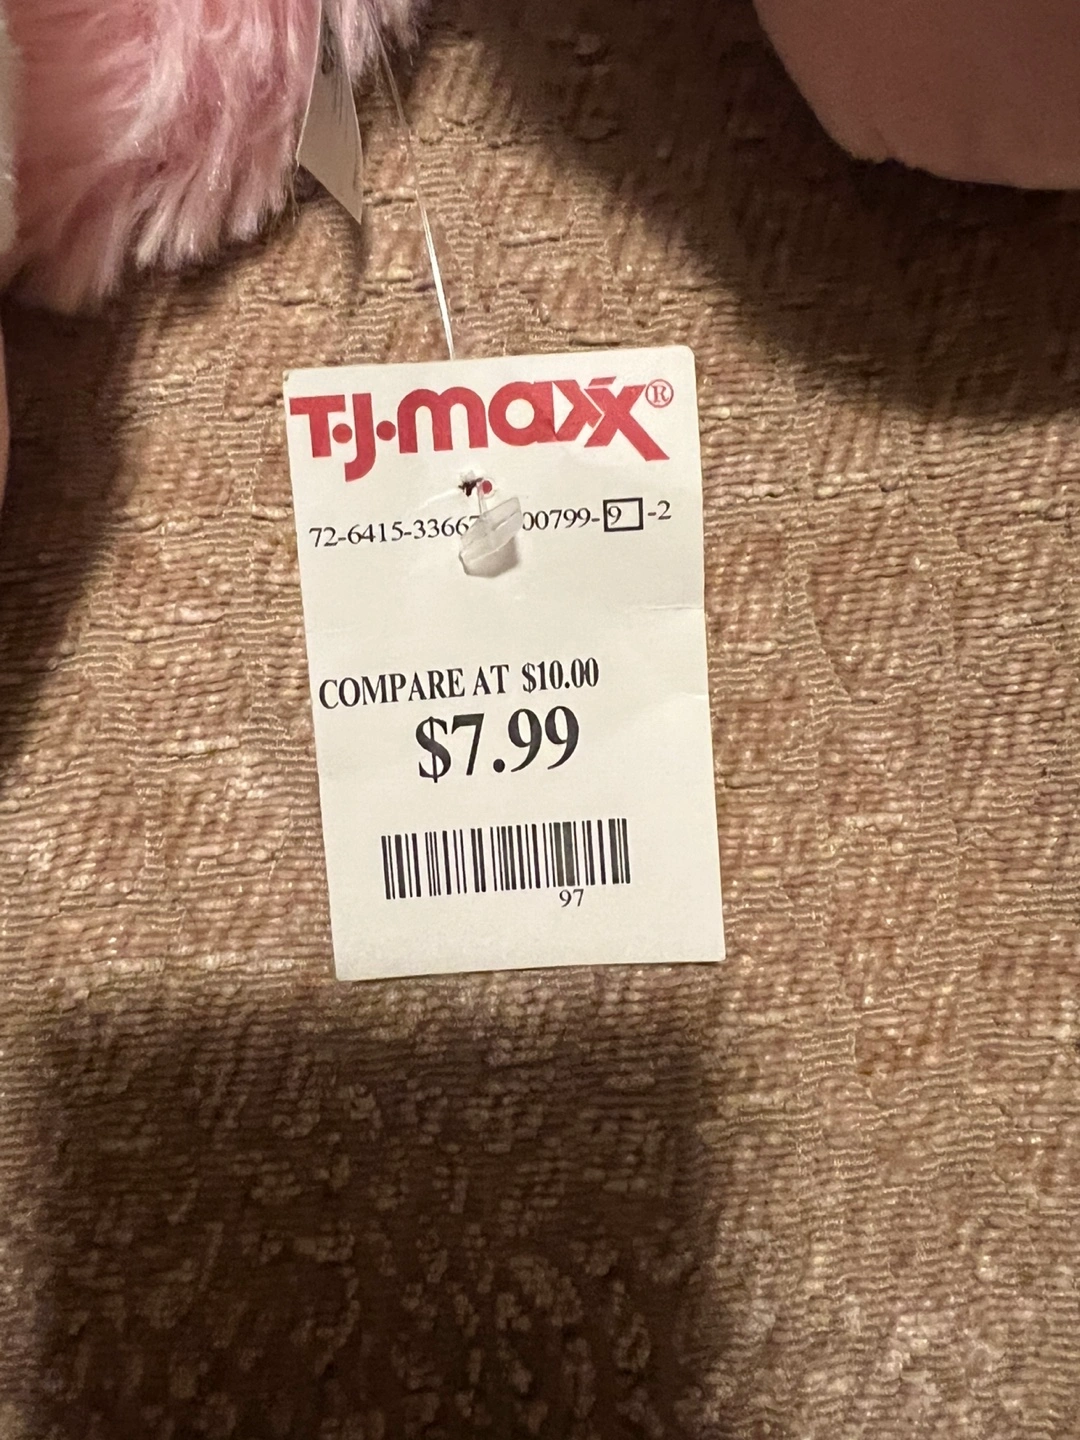 T.J.maxx®
72-6415-3366 00799-9-2
COMPARE AT $10.00
$7.99
97